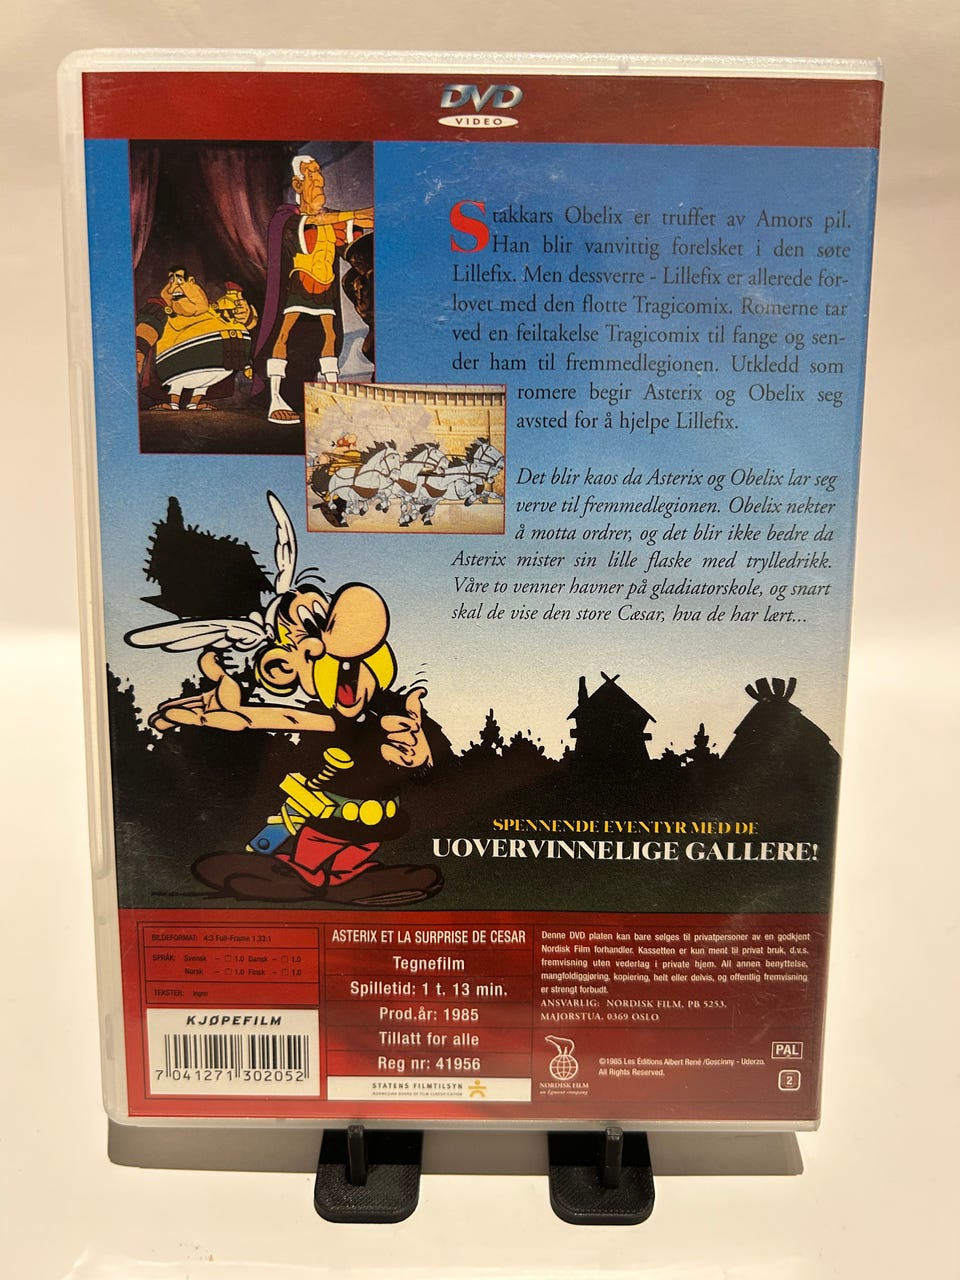 DVD
VIDEO
Stakkars Obelix er truffet av Amors pil.
Han blir vanvittig forelsket i den søte
Lillefix. Men dessverre - Lillefix er allerede for-
lovet med den flotte Tragicomix. Romerne tar
ved en feiltakelse Tragicomix til fange og sen-
der ham til fremmedlegionen. Utkledd som
romere begir Asterix og Obelix seg
avsted for å hjelpe Lillefix.
Det blir kaos da Asterix og Obelix lar seg
verve til fremmedlegionen. Obelix nekter
å motta ordrer, og det blir ikke bedre da
Asterix mister sin lille flaske med trylledrikk.
Våre to venner havner på gladiatorskole, og snart
skal de vise den store Cæsar, hva de har lært...
SPENNENDE EVENTYR MED DE
UOVERVINNELIGE GALLERE!
BILDEFORMAT: 4:3 Full-Frame 1.33:1
SPRÅK: Svensk - 1.0 Dansk - 1.0
Norsk - 1.0 Finsk - 1.0
TEKSTER: Ingen
KJØPEFILM
7 041271 302052
ASTERIX ET LA SURPRISE DE CESAR
Tegnefilm
Spilletid: 1 t. 13 min.
Prod.år: 1985
Tillatt for alle
Reg nr: 41956
STATENS FILMTILSYN
NORWEGIAN BOARD OF FILM CLASSIFICATION
Denne DVD platen kan bare selges til privatpersoner av en godkjent
Nordisk Film forhandler. Kassetten er kun ment til privat bruk, d.v.s.
fremvisning uten vederlag i private hjem. All annen benyttelse,
mangfoldiggjøring, kopiering, helt eller delvis, og offentlig fremvisning
er strengt forbudt.
ANSVARLIG: NORDISK FILM, PB 5253,
MAJORSTUA, 0369 OSLO
NORDISK FILM
an Egmont company
©1985 Les Éditions Albert René /Goscinny - Uderzo.
All Rights Reserved.
PAL
2